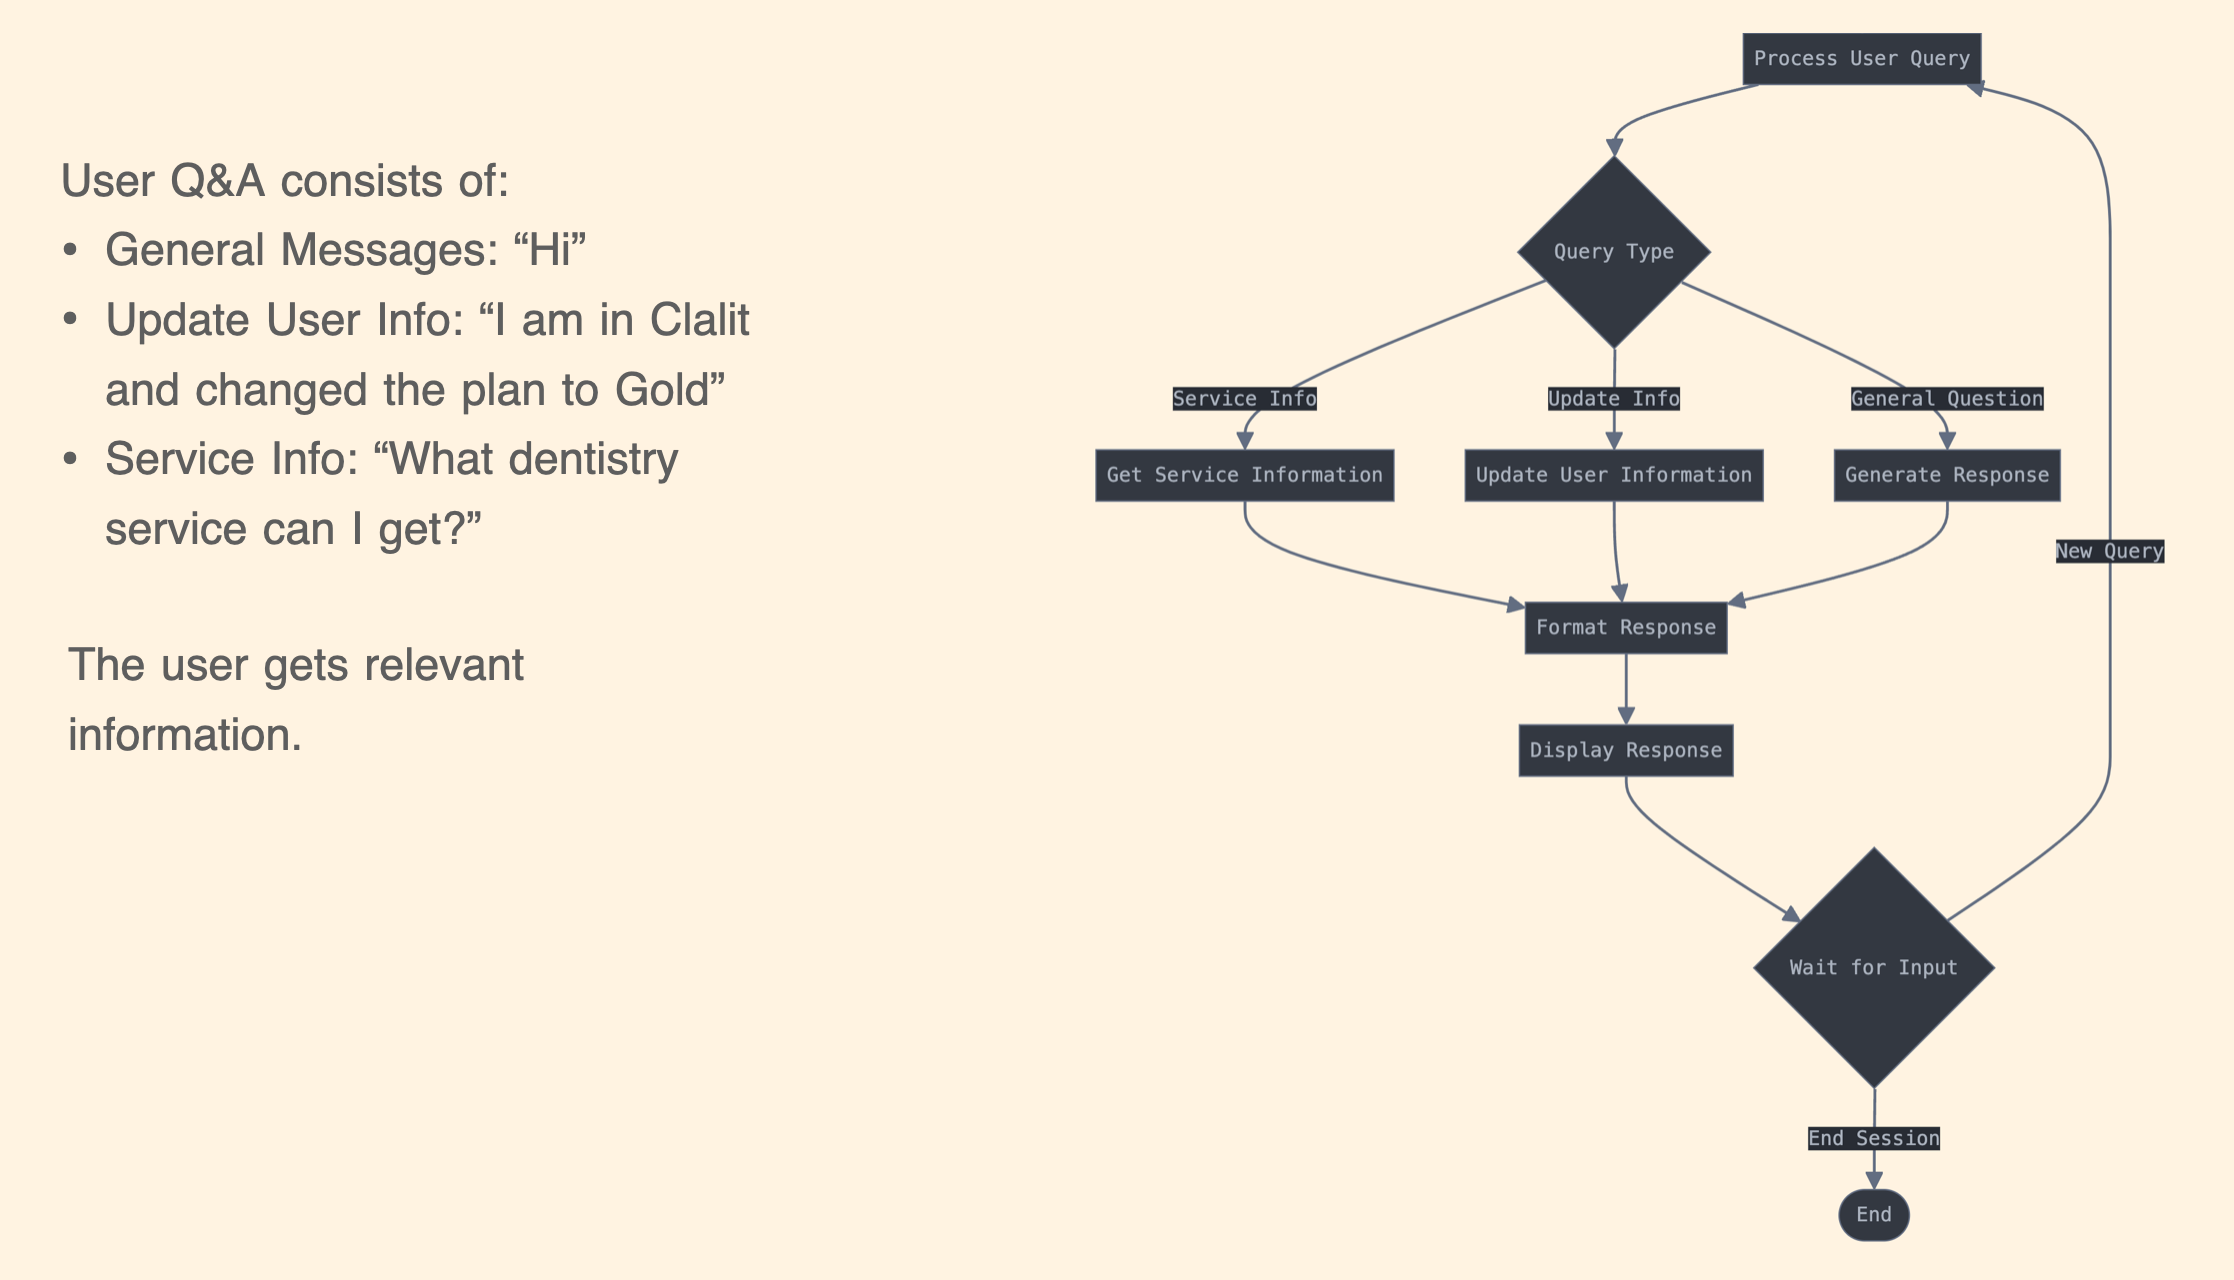 User Q&A consists of:
• General Messages: “Hi”
• Update User Info: “I am in Clalit
and changed the plan to Gold”
• Service Info: “What dentistry
service can I get?”
The user gets relevant
information.
Process User Query
Query Type
Service Info
Update Info
General Question
Get Service Information
Update User Information
Generate Response
New Query
Format Response
Display Response
Wait for Input
End Session
End